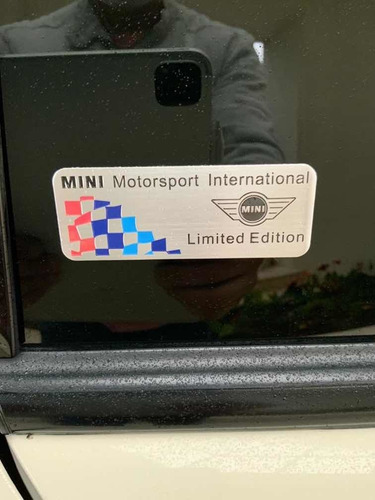 MINI Motorsport International
MINI
Limited Edition